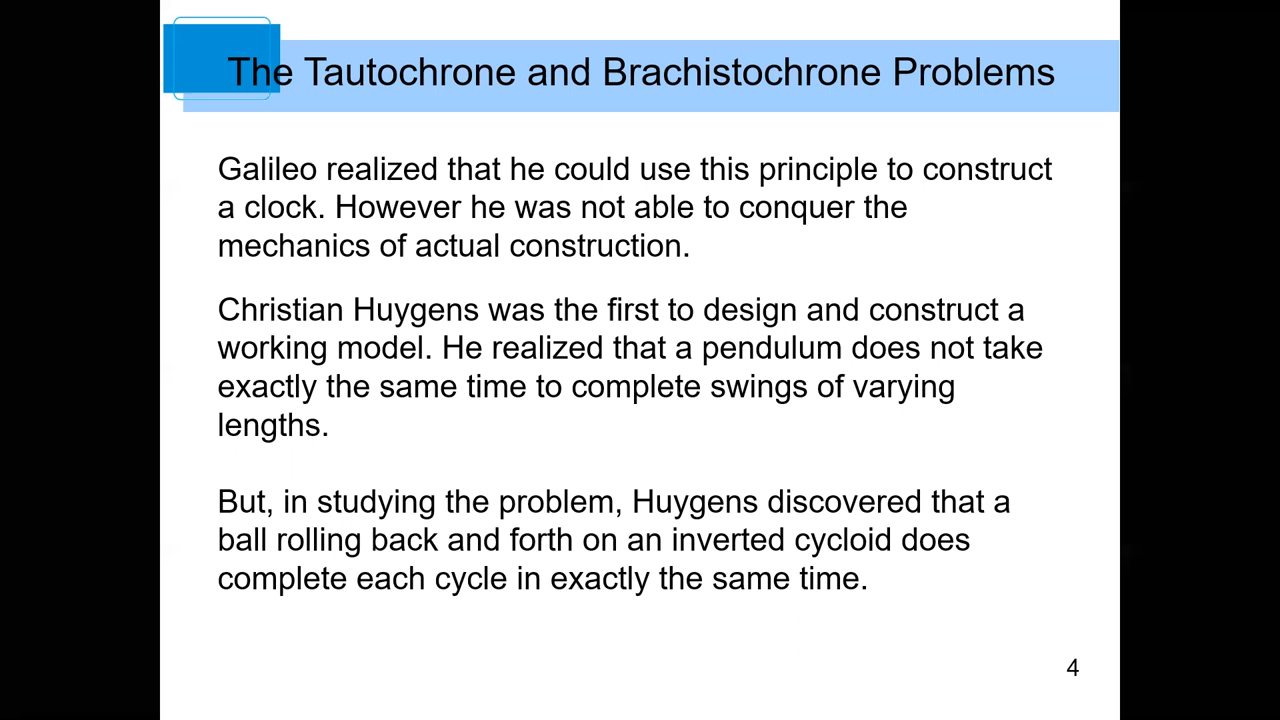 The Tautochrone and Brachistochrone Problems
Galileo realized that he could use this principle to construct
a clock. However he was not able to conquer the
mechanics of actual construction.
Christian Huygens was the first to design and construct a
working model. He realized that a pendulum does not take
exactly the same time to complete swings of varying
lengths.
But, in studying the problem, Huygens discovered that a
ball rolling back and forth on an inverted cycloid does
complete each cycle in exactly the same time.
4